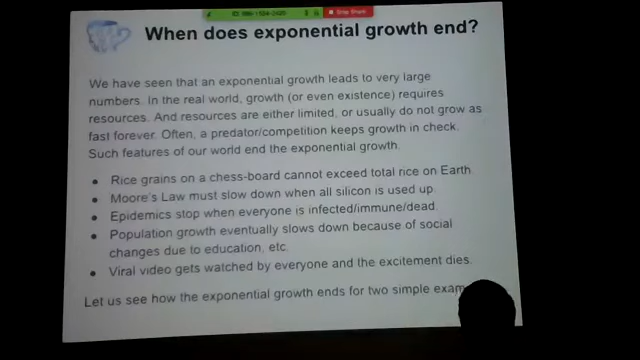 Stop Share
When does exponential growth end?
We have seen that an exponential growth leads to very large
numbers. In the real world, growth (or even existence) requires
resources. And resources are either limited, or usually do not grow as
fast forever. Often, a predator/competition keeps growth in check.
Such features of our world end the exponential growth.
● Rice grains on a chess-board cannot exceed total rice on Earth.
● Moore's Law must slow down when all silicon is used up.
● Epidemics stop when everyone is infected/immune/dead.
● Population growth eventually slows down because of social
changes due to education, etc.
● Viral video gets watched by everyone and the excitement dies.
Let us see how the exponential growth ends for two simple exam